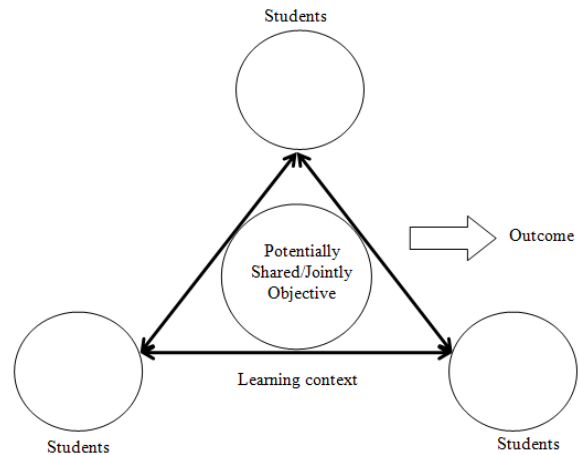 Students
Potentially
Shared/Jointly
Objective
Outcome
Learning context
Students
Students